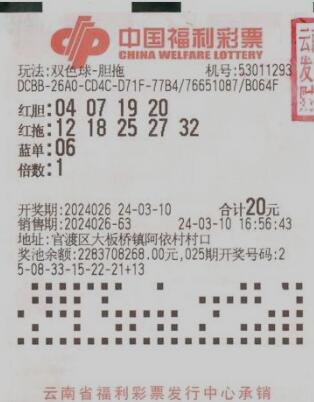 中国福利彩票
CHINA WELFARE LOTTERY
玩法:双色球-胆拖 机号:53011293
DCBB-26A0-CD4C-D71F-77B4/76651087/B064F
红胆:04 07 19 20
红拖:12 18 25 27 32
蓝单:06
倍数:1
开奖期:2024026 24-03-10 合计20元
销售期:2024026-63 24-03-10 16:56:43
地址:官渡区大板桥镇阿依村村口
奖池余额:2283708268.00元,025期开奖号码:2
5-08-33-15-22-21+13
云南省福利彩票发行中心承销
云南
发